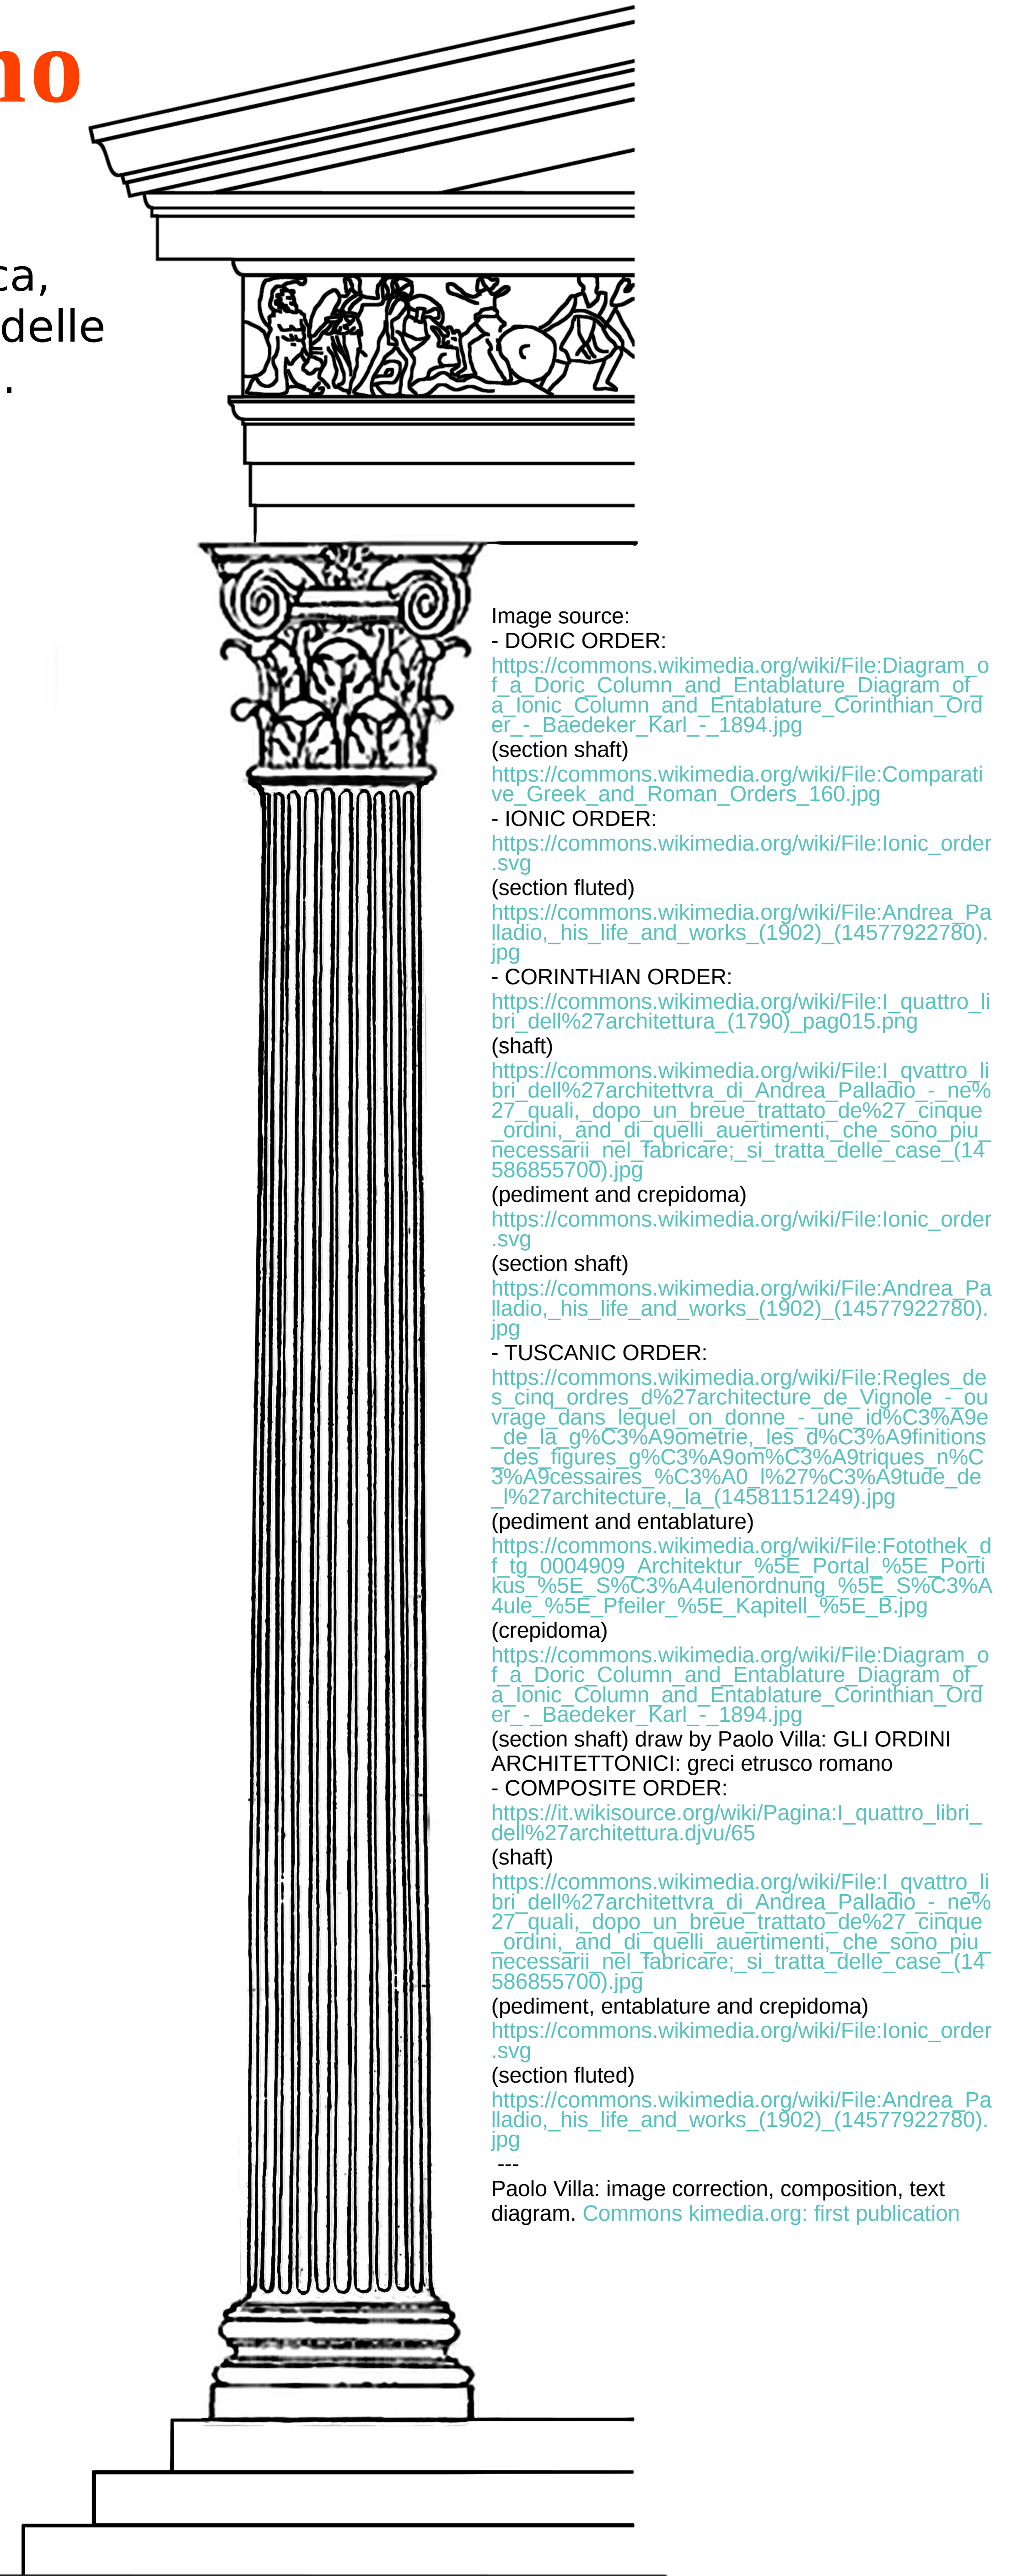 no
ca,
delle
.
Image source:
- DORIC ORDER:
https://commons.wikimedia.org/wiki/File:Diagram_o
f_a_Doric_Column_and_Entablature_Diagram_of_
a_Ionic_Column_and_Entablature_Corinthian_Ord
er_-_Baedeker_Karl_-_1894.jpg
(section shaft)
https://commons.wikimedia.org/wiki/File:Comparati
ve_Greek_and_Roman_Orders_160.jpg
- IONIC ORDER:
https://commons.wikimedia.org/wiki/File:Ionic_order
.svg
(section fluted)
https://commons.wikimedia.org/wiki/File:Andrea_Pa
lladio,_his_life_and_works_(1902)_(14577922780).
jpg
- CORINTHIAN ORDER:
https://commons.wikimedia.org/wiki/File:I_quattro_li
bri_dell%27architettura_(1790)_pag015.png
(shaft)
https://commons.wikimedia.org/wiki/File:I_qvattro_li
bri_dell%27architettvra_di_Andrea_Palladio_-_ne%
27_quali,_dopo_un_breue_trattato_de%27_cinque
_ordini,_and_di_quelli_auertimenti,_che_sono_piu_
necessarii_nel_fabricare;_si_tratta_delle_case_(14
586855700).jpg
(pediment and crepidoma)
https://commons.wikimedia.org/wiki/File:Ionic_order
.svg
(section shaft)
https://commons.wikimedia.org/wiki/File:Andrea_Pa
lladio,_his_life_and_works_(1902)_(14577922780).
jpg
- TUSCANIC ORDER:
https://commons.wikimedia.org/wiki/File:Regles_de
s_cinq_ordres_d%27architecture_de_Vignole_-_ou
vrage_dans_lequel_on_donne_-_une_id%C3%A9e
_de_la_g%C3%A9ometrie,_les_d%C3%A9finitions
_des_figures_g%C3%A9om%C3%A9triques_n%C
3%A9cessaires_%C3%A0_l%27%C3%A9tude_de
_l%27architecture,_la_(14581151249).jpg
(pediment and entablature)
https://commons.wikimedia.org/wiki/File:Fotothek_d
f_tg_0004909_Architektur_%5E_Portal_%5E_Porti
kus_%5E_S%C3%A4ulenordnung_%5E_S%C3%A
4ule_%5E_Pfeiler_%5E_Kapitell_%5E_B.jpg
(crepidoma)
https://commons.wikimedia.org/wiki/File:Diagram_o
f_a_Doric_Column_and_Entablature_Diagram_of_
a_Ionic_Column_and_Entablature_Corinthian_Ord
er_-_Baedeker_Karl_-_1894.jpg
(section shaft) draw by Paolo Villa: GLI ORDINI
ARCHITETTONICI: greci etrusco romano
- COMPOSITE ORDER:
https://it.wikisource.org/wiki/Pagina:I_quattro_libri_
dell%27architettura.djvu/65
(shaft)
https://commons.wikimedia.org/wiki/File:I_qvattro_li
bri_dell%27architettvra_di_Andrea_Palladio_-_ne%
27_quali,_dopo_un_breue_trattato_de%27_cinque
_ordini,_and_di_quelli_auertimenti,_che_sono_piu_
necessarii_nel_fabricare;_si_tratta_delle_case_(14
586855700).jpg
(pediment, entablature and crepidoma)
https://commons.wikimedia.org/wiki/File:Ionic_order
.svg
(section fluted)
https://commons.wikimedia.org/wiki/File:Andrea_Pa
lladio,_his_life_and_works_(1902)_(14577922780).
jpg
---
Paolo Villa: image correction, composition, text
diagram. Commons kimedia.org: first publication